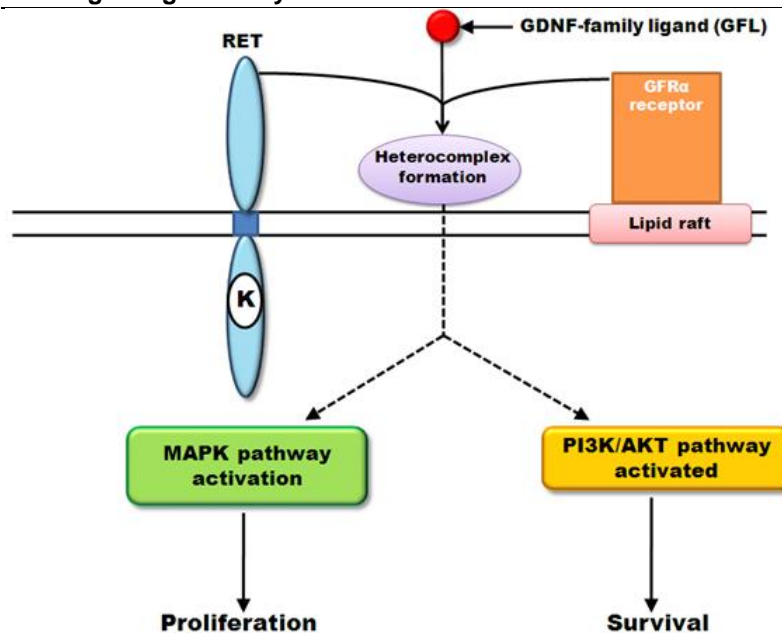 GDNF-family ligand (GFL)
RET
GFRα
receptor
Heterocomplex
formation
Lipid raft
K
MAPK pathway
activation
PI3K/AKT pathway
activated
Proliferation
Survival